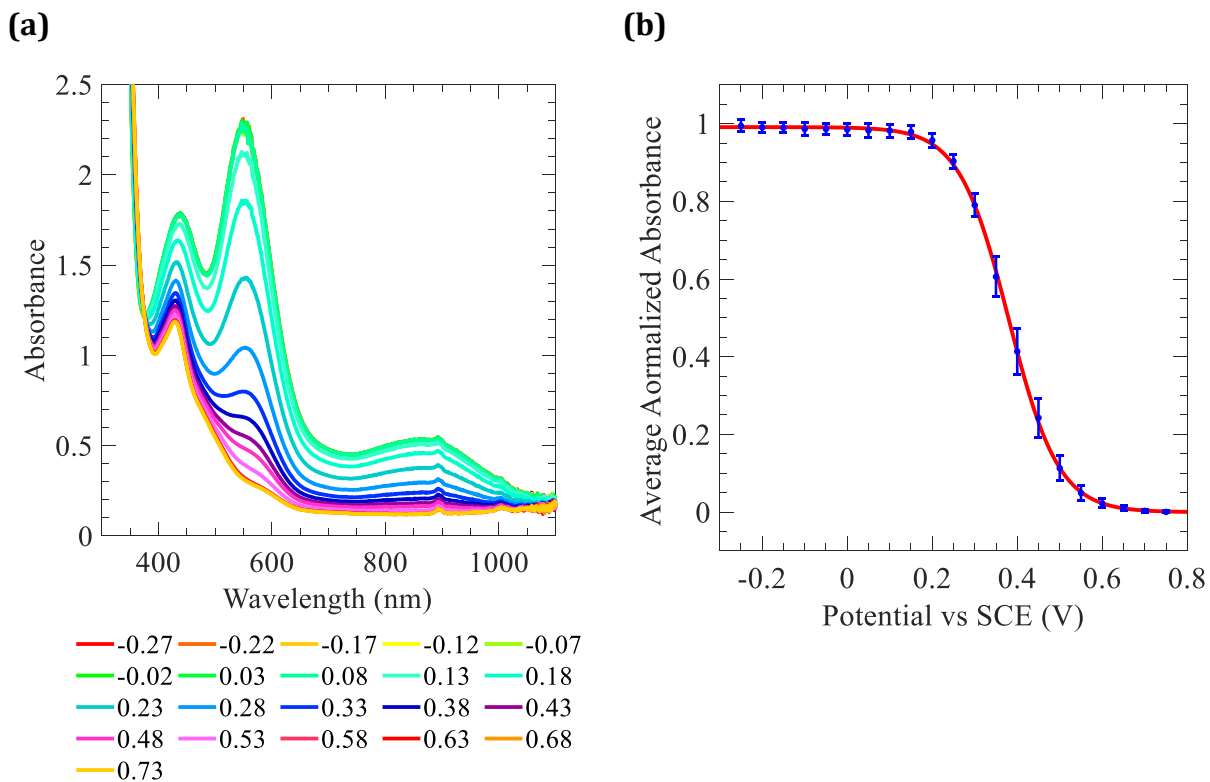 (a)
(b)
2.5
2
1.5
1
0.5
0
Absorbance
400
600
800
1000
Wavelength (nm)
1
0.8
0.6
0.4
0.2
0
Average Aormalized Absorbance
-0.2
0
0.2
0.4
0.6
0.8
Potential vs SCE (V)
-0.27 -0.22 -0.17 -0.12 -0.07
-0.02 0.03 0.08 0.13 0.18
0.23 0.28 0.33 0.38 0.43
0.48 0.53 0.58 0.63 0.68
0.73